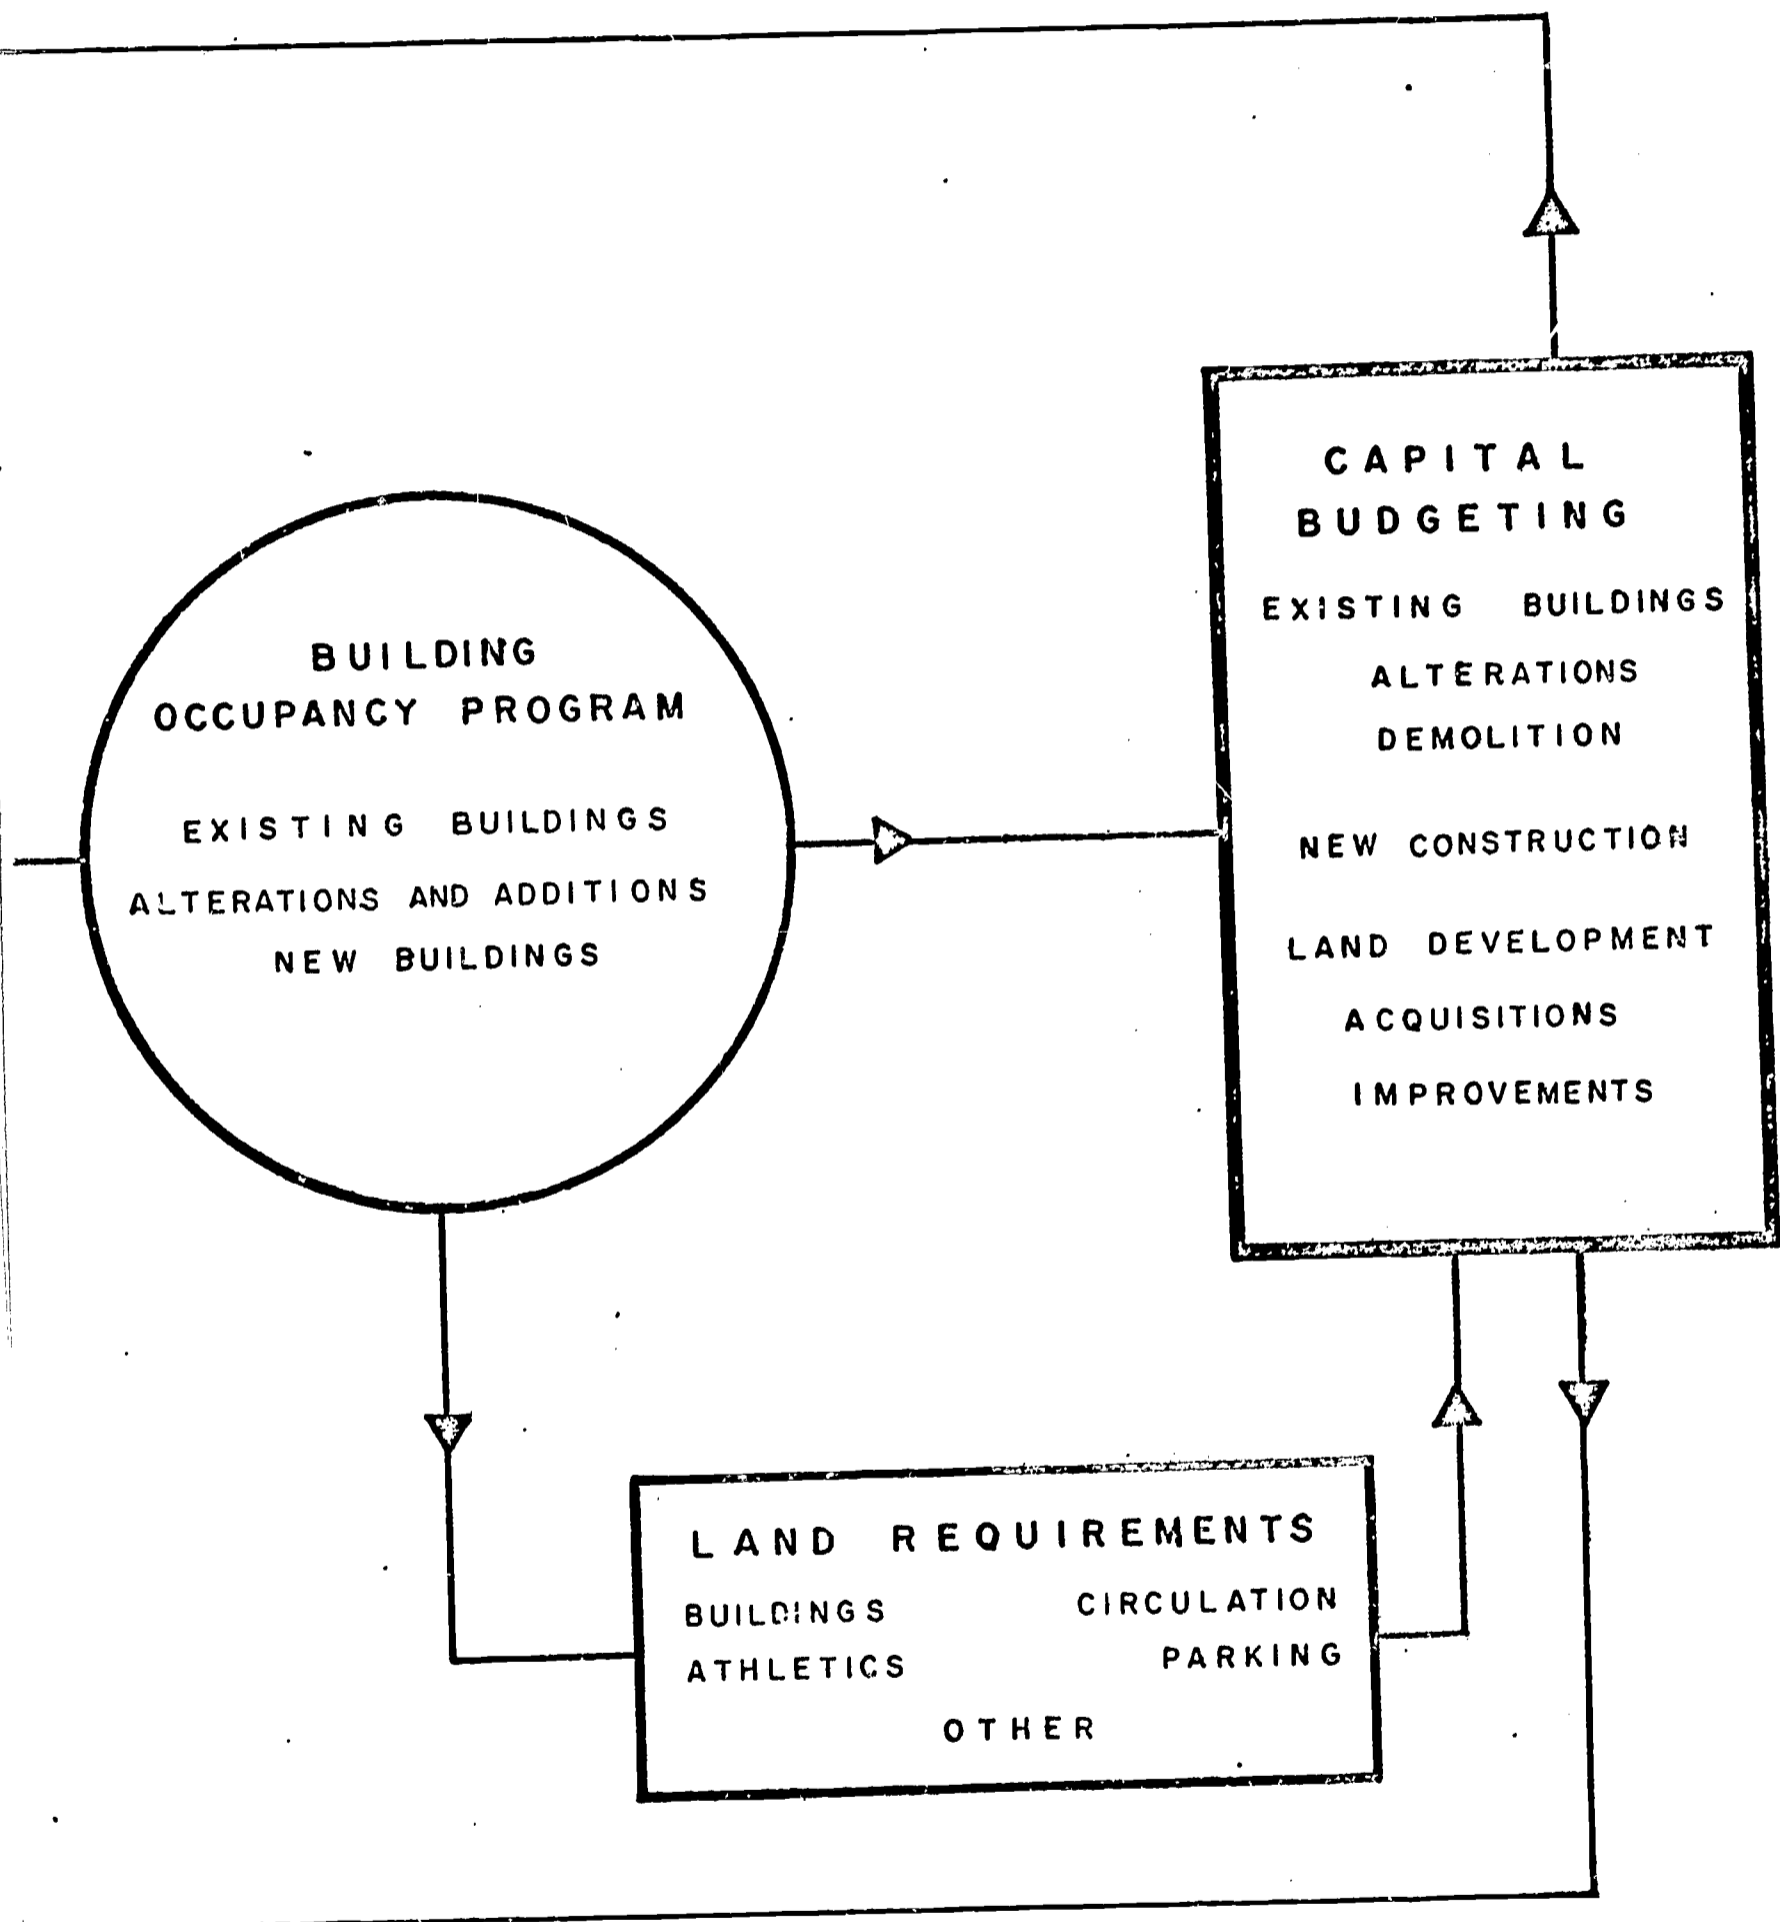 BUILDING
OCCUPANCY PROGRAM
EXISTING BUILDINGS
ALTERATIONS AND ADDITIONS
NEW BUILDINGS
CAPITAL
BUDGETING
EXISTING BUILDINGS
ALTERATIONS
DEMOLITION
NEW CONSTRUCTION
LAND DEVELOPMENT
ACQUISITIONS
IMPROVEMENTS
LAND REQUIREMENTS
BUILDINGS CIRCULATION
ATHLETICS PARKING
OTHER